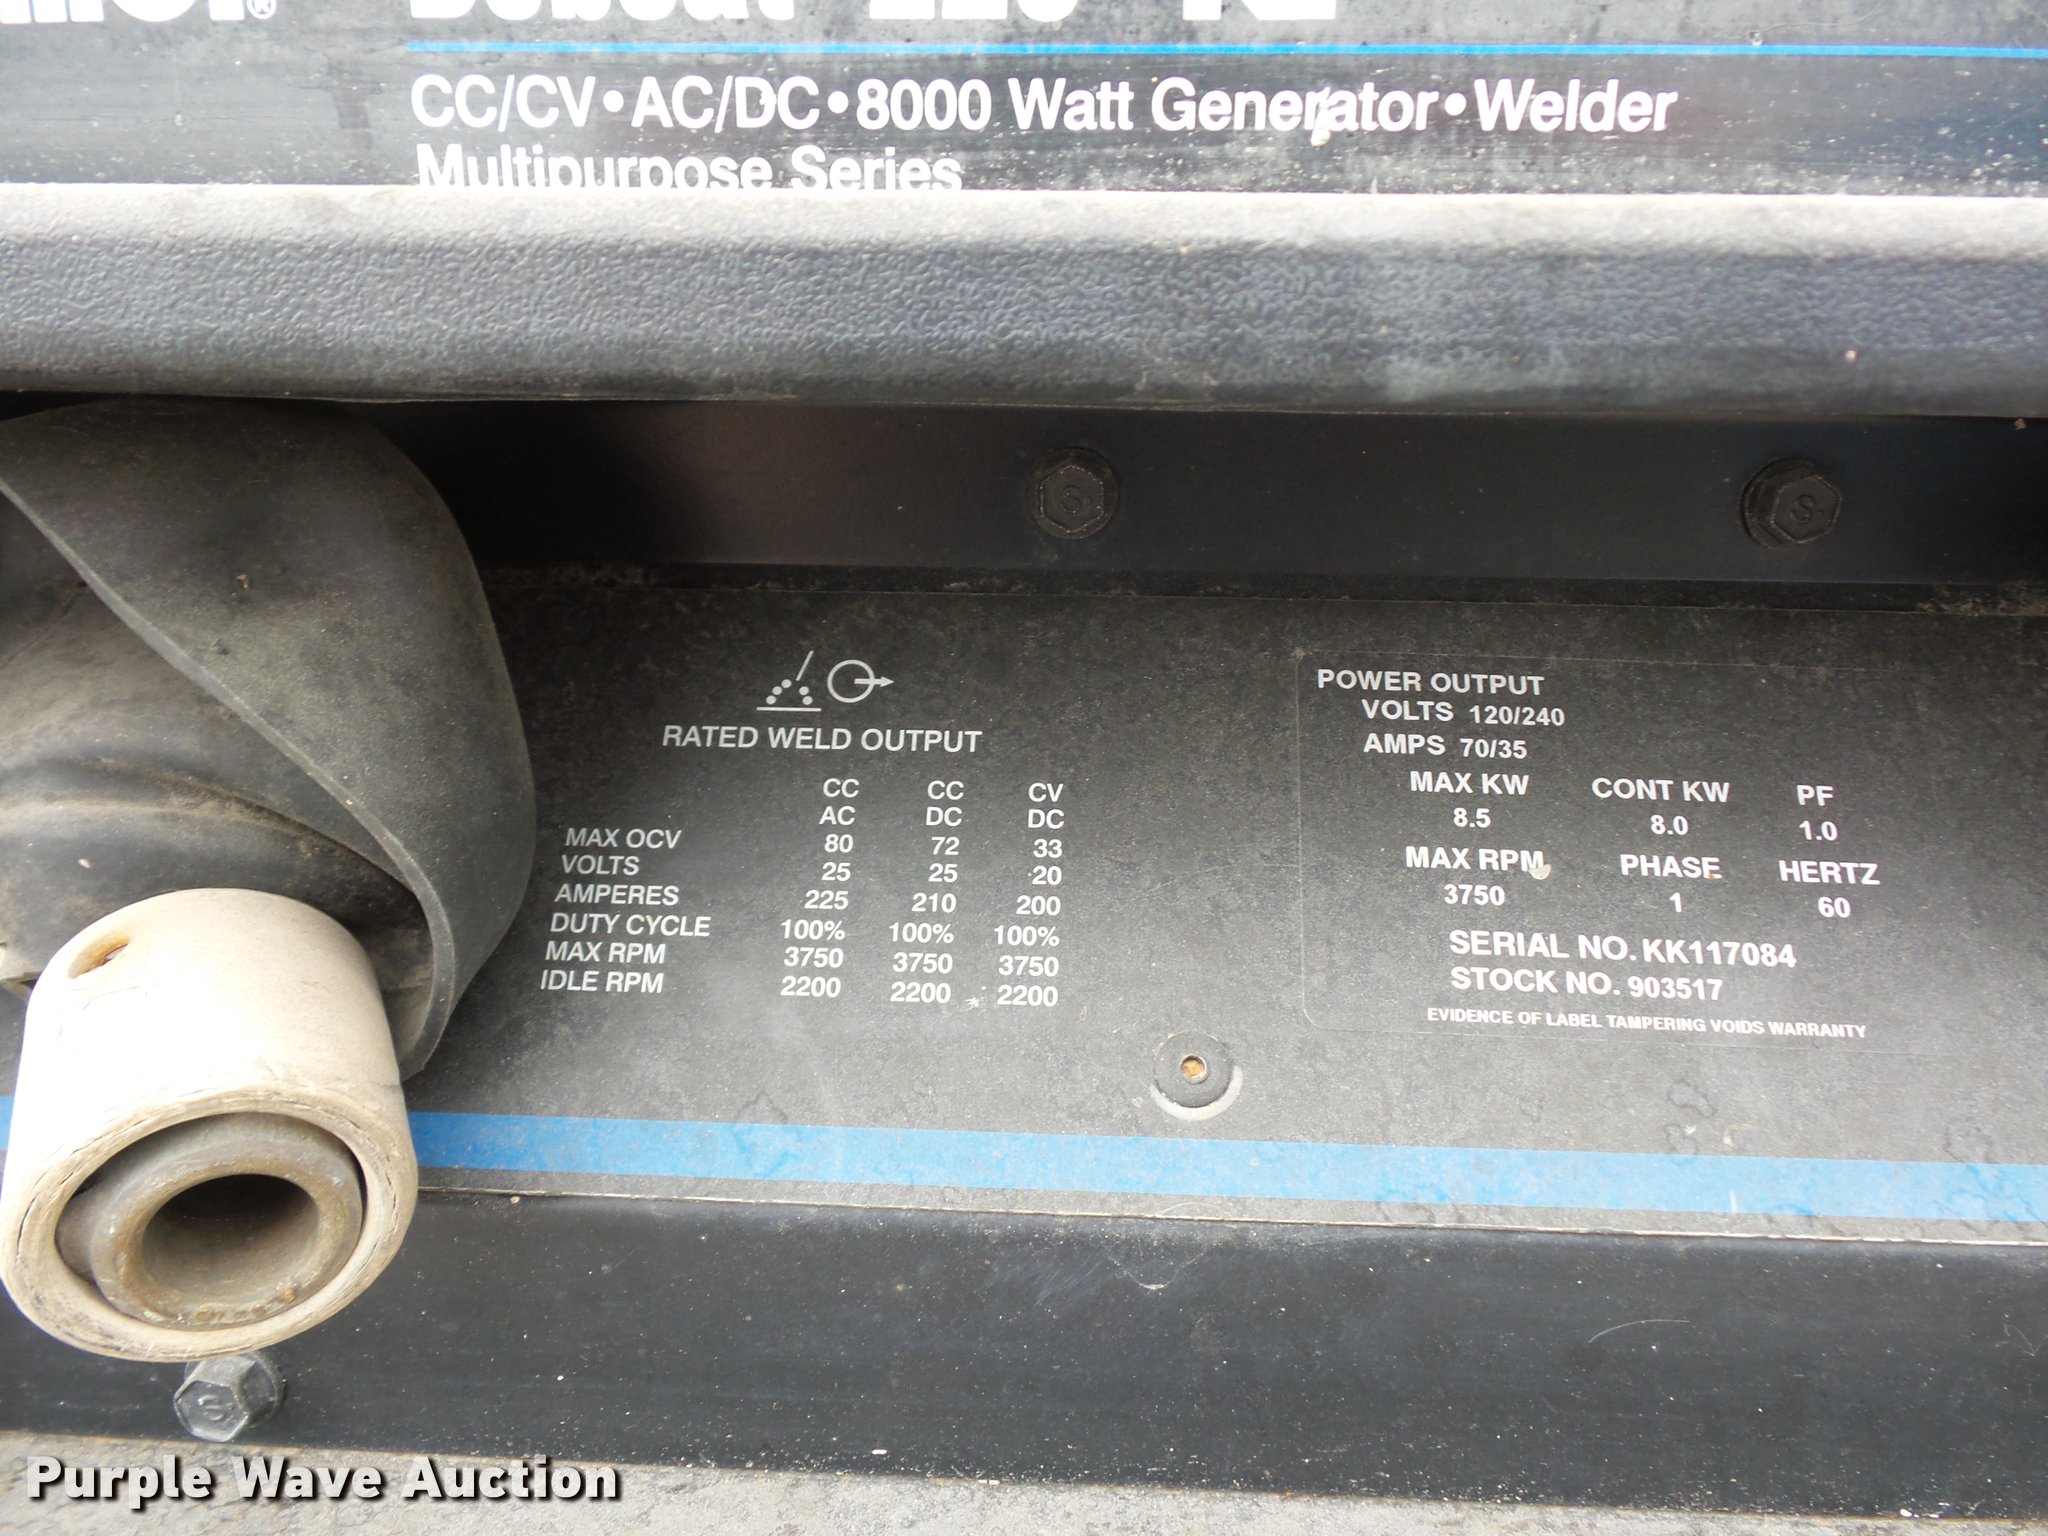 ® Bobcat 225
CC/CV•AC/DC•8000 Watt Generator•Welder
Multipurpose Series
RATED WELD OUTPUT
CC CC CV
AC DC DC
MAX OCV 80 72 33
VOLTS 25 25 20
AMPERES 225 210 200
DUTY CYCLE 100% 100% 100%
MAX RPM 3750 3750 3750
IDLE RPM 2200 2200 2200
POWER OUTPUT
VOLTS 120/240
AMPS 70/35
MAX KW CONT KW PF
8.5 8.0 1.0
MAX RPM PHASE HERTZ
3750 1 60
SERIAL NO. KK117084
STOCK NO. 903517
EVIDENCE OF LABEL TAMPERING VOIDS WARRANTY
Purple Wave Auction